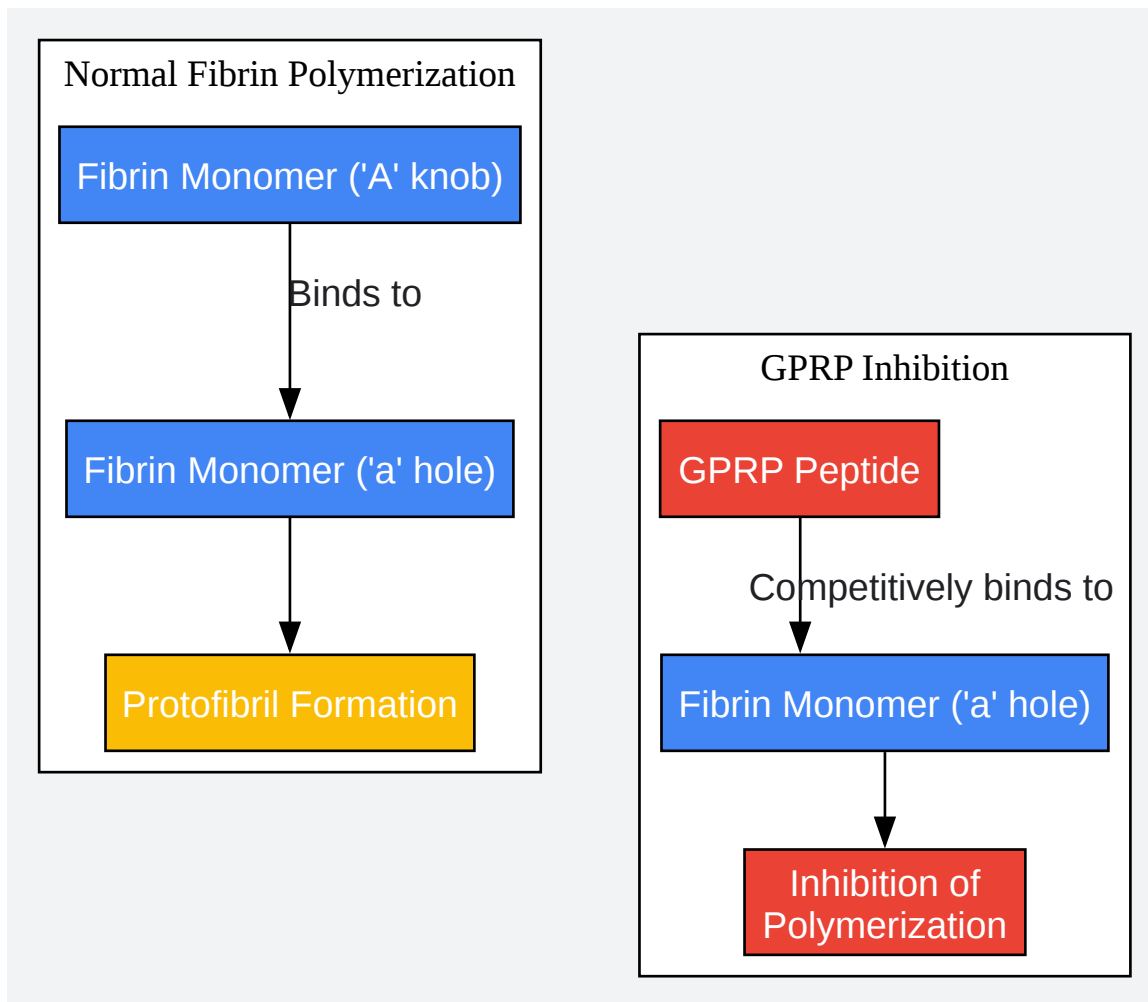 Normal Fibrin Polymerization
Fibrin Monomer ('A' knob)
Binds to
Fibrin Monomer ('a' hole)
Protofibril Formation
GPRP Inhibition
GPRP Peptide
Competitively binds to
Fibrin Monomer ('a' hole)
Inhibition of
Polymerization